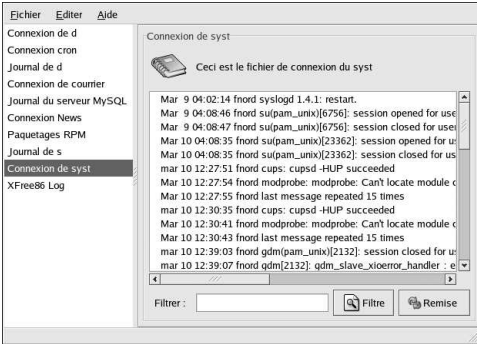 Fichier Editer Aide
Connexion de d
Connexion cron
Journal de d
Connexion de courrier
Journal du serveur MySQL
Connexion News
Paquetages RPM
Journal de s
Connexion de syst
XFree86 Log
Connexion de syst
Ceci est le fichier de connexion du syst
Mar 9 04:02:14 fnord syslogd 1.4.1: restart.
Mar 9 04:08:46 fnord su(pam_unix)[6756]: session opened for use
Mar 9 04:08:47 fnord su(pam_unix)[6756]: session closed for user
Mar 10 04:08:35 fnord su(pam_unix)[23362]: session opened for us
Mar 10 04:08:35 fnord su(pam_unix)[23362]: session closed for us
mar 10 12:27:51 fnord cups: cupsd -HUP succeeded
Mar 10 12:27:54 fnord modprobe: modprobe: Can't locate module c
Mar 10 12:27:55 fnord last message repeated 15 times
mar 10 12:30:35 fnord cups: cupsd -HUP succeeded
Mar 10 12:30:41 fnord modprobe: modprobe: Can't locate module c
Mar 10 12:30:43 fnord last message repeated 15 times
mar 10 12:39:03 fnord gdm(pam_unix)[2132]: session closed for us
mar 10 12:39:07 fnord gdm[2132]: gdm_slave_xioerror_handler : e
Filtrer : Filtre Remise